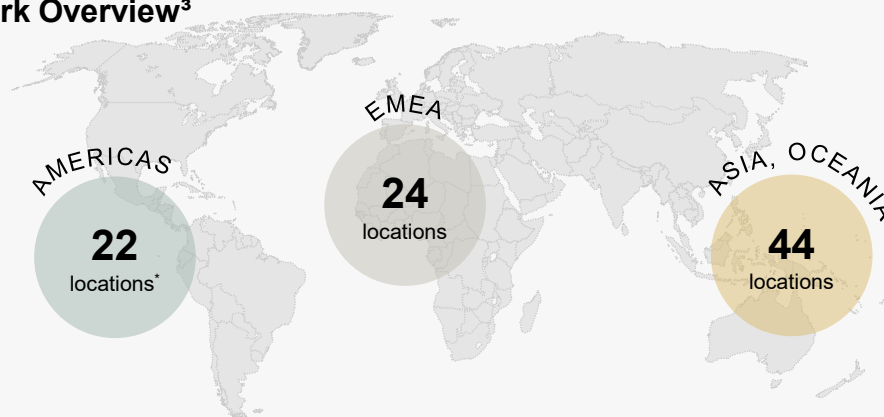 rk Overview³
EMEA
24
locations
AMERICAS
22
locations*
ASIA, OCEANIA
44
locations